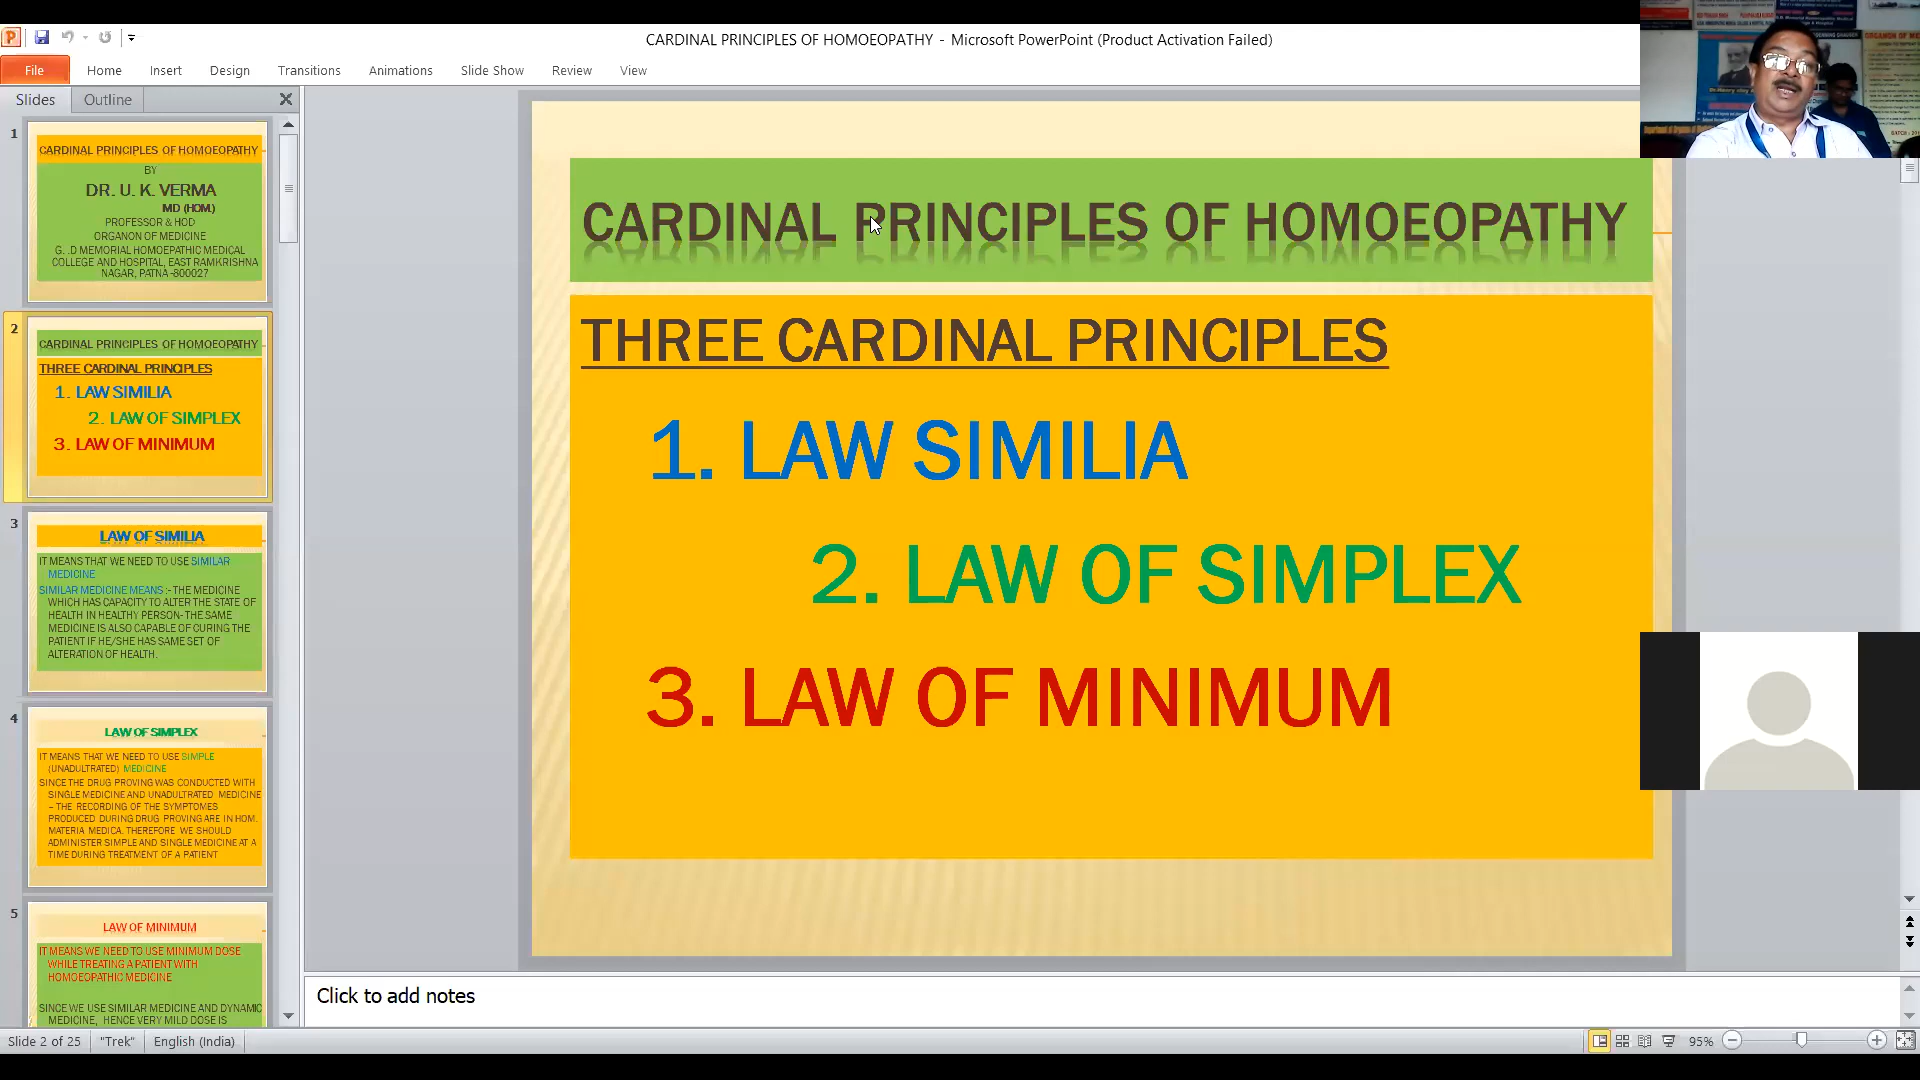 CARDINAL PRINCIPLES OF HOMOEOPATHY - Microsoft PowerPoint (Product Activation Failed)
File Home Insert Design Transitions Animations Slide Show Review View
Slides Outline
1
CARDINAL PRINCIPLES OF HOMOEOPATHY
BY
DR. U. K. VERMA
MD (HOM.)
PROFESSOR & HOD
ORGANON OF MEDICINE
G. .D MEMORIAL HOMOEPATHIC MEDICAL
COLLEGE AND HOSPITAL, EAST RAMKRISHNA
NAGAR, PATNA -800027
2
CARDINAL PRINCIPLES OF HOMOEOPATHY
THREE CARDINAL PRINCIPLES
1. LAW SIMILIA
2. LAW OF SIMPLEX
3. LAW OF MINIMUM
3
LAW OF SIMILIA
IT MEANS THAT WE NEED TO USE SIMILAR
MEDICINE
SIMILAR MEDICINE MEANS :- THE MEDICINE
WHICH HAS CAPACITY TO ALTER THE STATE OF
HEALTH IN HEALTHY PERSON- THE SAME
MEDICINE IS ALSO CAPABLE OF CURING THE
PATIENT IF HE/SHE HAS SAME SET OF
ALTERATION OF HEALTH.
4
LAW OF SIMPLEX
IT MEANS THAT WE NEED TO USE SIMPLE
(UNADULTRATED) MEDICINE
SINCE THE DRUG PROVING WAS CONDUCTED WITH
SINGLE MEDICINE AND UNADULTRATED MEDICINE
– THE RECORDING OF THE SYMPTOMES
PRODUCED DURING DRUG PROVING ARE IN HOM.
MATERIA MEDICA. THEREFORE WE SHOULD
ADMINISTER SIMPLE AND SINGLE MEDICINE AT A
TIME DURING TREATMENT OF A PATIENT
5
LAW OF MINIMUM
IT MEANS WE NEED TO USE MINIMUM DOSE
WHILE TREATING A PATIENT WITH
HOMOEOPATHIC MEDICINE
SINCE WE USE SIMILAR MEDICINE AND DYNAMIC
MEDICINE, HENCE VERY MILD DOSE IS
CARDINAL PRINCIPLES OF HOMOEOPATHY
THREE CARDINAL PRINCIPLES
1. LAW SIMILIA
2. LAW OF SIMPLEX
3. LAW OF MINIMUM
Click to add notes
Slide 2 of 25 "Trek" English (India) 95%